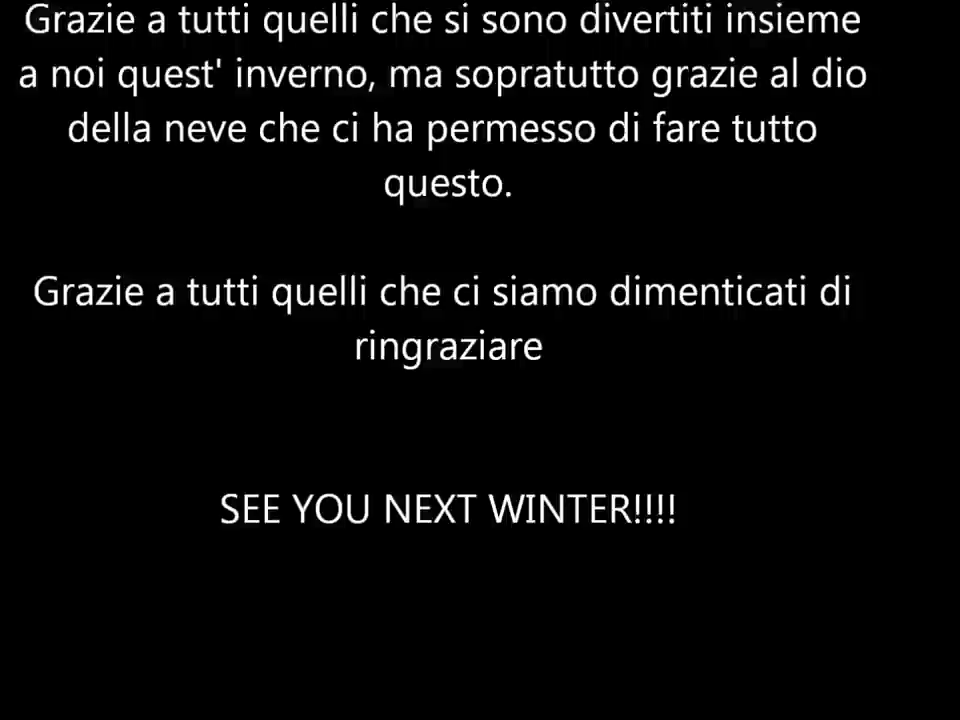 Grazie a tutti quelli che si sono divertiti insieme
a noi quest' inverno, ma sopratutto grazie al dio
della neve che ci ha permesso di fare tutto
questo.
Grazie a tutti quelli che ci siamo dimenticati di
ringraziare
SEE YOU NEXT WINTER!!!!